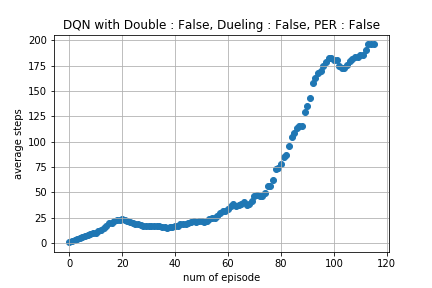 DQN with Double : False, Dueling : False, PER : False
200
175
150
125
100
75
50
25
0
average steps
0 20 40 60 80 100 120
num of episode